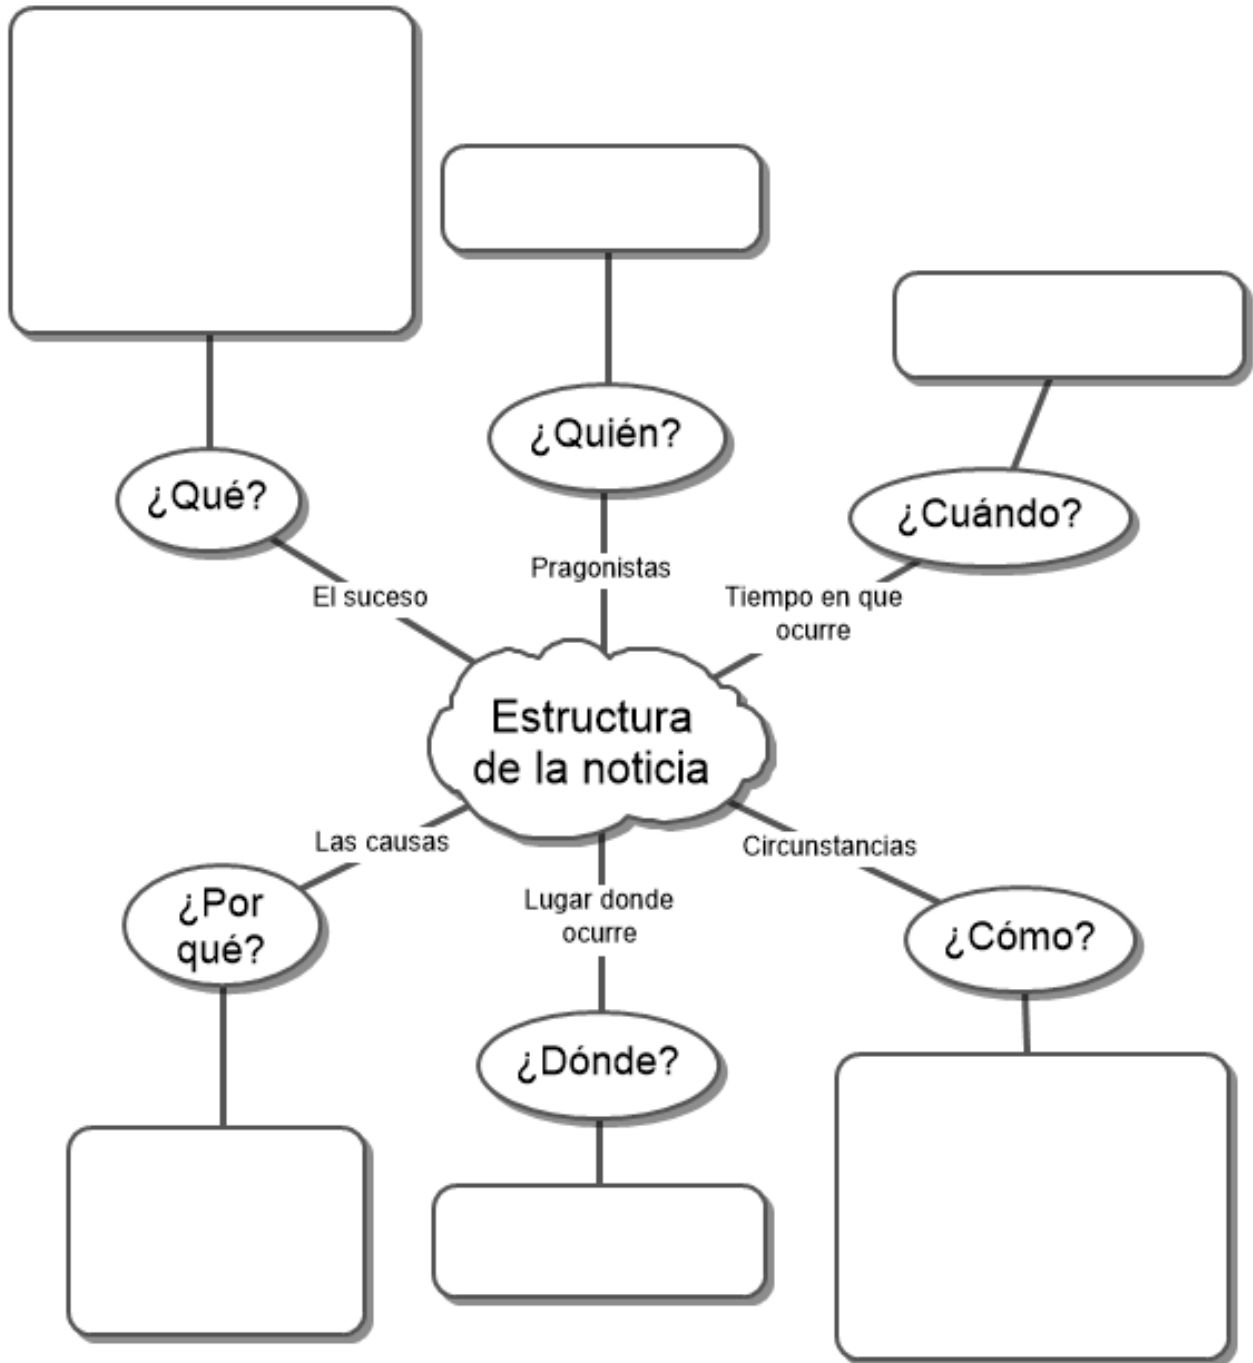 ¿Quién?
¿Qué?
¿Cuándo?
Pragonistas
El suceso
Tiempo en que
ocurre
Estructura
de la noticia
Las causas
Circunstancias
¿Por
qué?
Lugar donde
ocurre
¿Cómo?
¿Dónde?